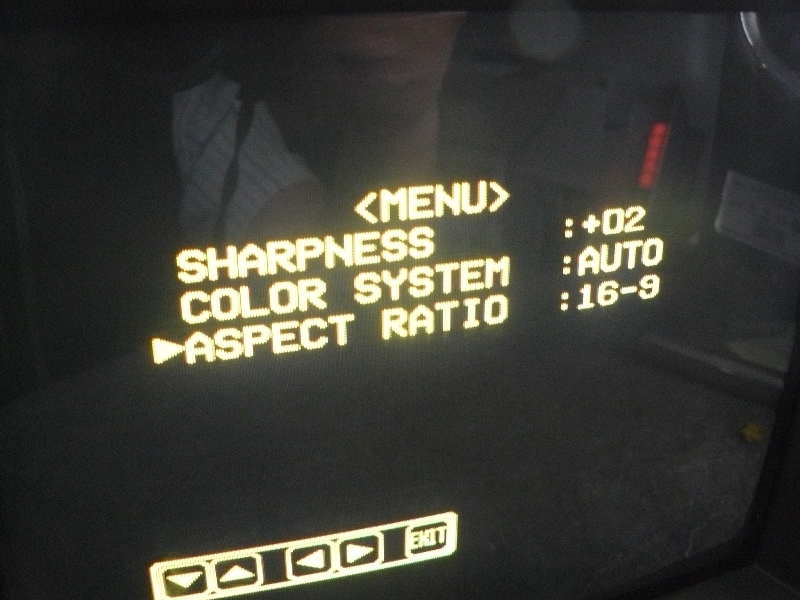 <MENU>
SHARPNESS :+02
COLOR SYSTEM :AUTO
►ASPECT RATIO :16-9
EXIT